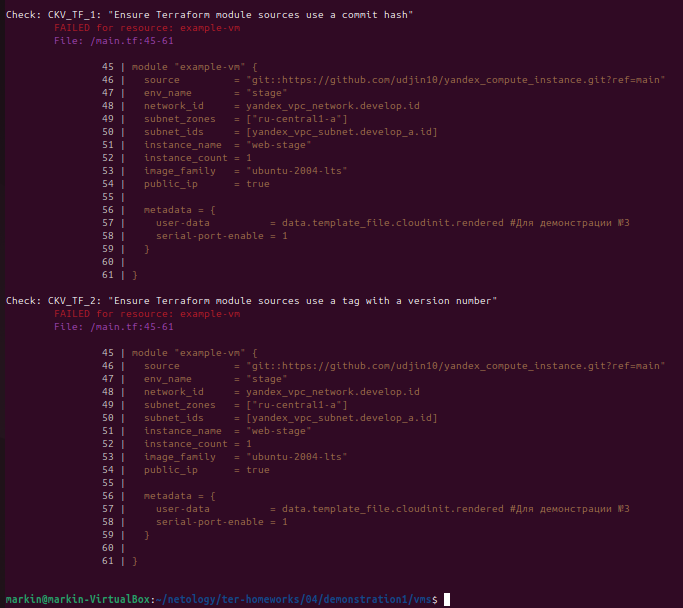 Check: CKV_TF_1: "Ensure Terraform module sources use a commit hash"
FAILED for resource: example-vm
File: /main.tf:45-61
45 | module "example-vm" {
46 |   source         = "git::https://github.com/udjin10/yandex_compute_instance.git?ref=main"
47 |   env_name       = "stage"
48 |   network_id     = yandex_vpc_network.develop.id
49 |   subnet_zones   = ["ru-central1-a"]
50 |   subnet_ids     = [yandex_vpc_subnet.develop_a.id]
51 |   instance_name  = "web-stage"
52 |   instance_count = 1
53 |   image_family   = "ubuntu-2004-lts"
54 |   public_ip      = true
55 |
56 |   metadata = {
57 |     user-data          = data.template_file.cloudinit.rendered #Для демонстрации №3
58 |     serial-port-enable = 1
59 |   }
60 |
61 | }
Check: CKV_TF_2: "Ensure Terraform module sources use a tag with a version number"
FAILED for resource: example-vm
File: /main.tf:45-61
45 | module "example-vm" {
46 |   source         = "git::https://github.com/udjin10/yandex_compute_instance.git?ref=main"
47 |   env_name       = "stage"
48 |   network_id     = yandex_vpc_network.develop.id
49 |   subnet_zones   = ["ru-central1-a"]
50 |   subnet_ids     = [yandex_vpc_subnet.develop_a.id]
51 |   instance_name  = "web-stage"
52 |   instance_count = 1
53 |   image_family   = "ubuntu-2004-lts"
54 |   public_ip      = true
55 |
56 |   metadata = {
57 |     user-data          = data.template_file.cloudinit.rendered #Для демонстрации №3
58 |     serial-port-enable = 1
59 |   }
60 |
61 | }
markin@markin-VirtualBox:~/netology/ter-homeworks/04/demonstration1/vms$